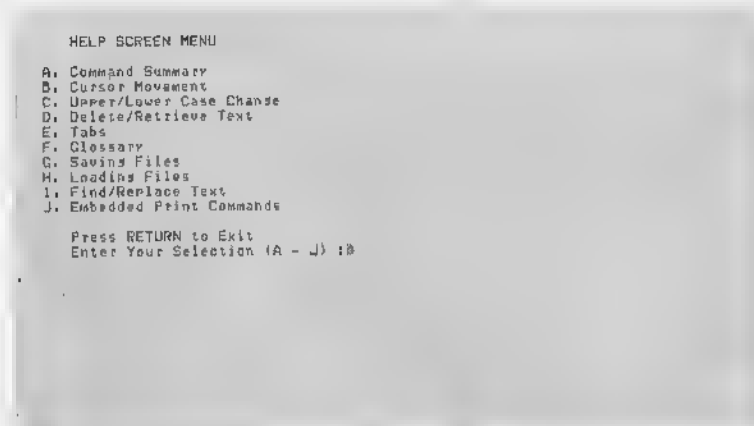 HELP SCREEN MENU
A. Command Summary
B. Cursor Movement
C. Upper/Lower Case Change
D. Delete/Retrieve Text
E. Tabs
F. Glossary
G. Saving Files
H. Loading Files
I. Find/Replace Text
J. Embedded Print Commands
Press RETURN to Exit
Enter Your Selection (A - J) :B